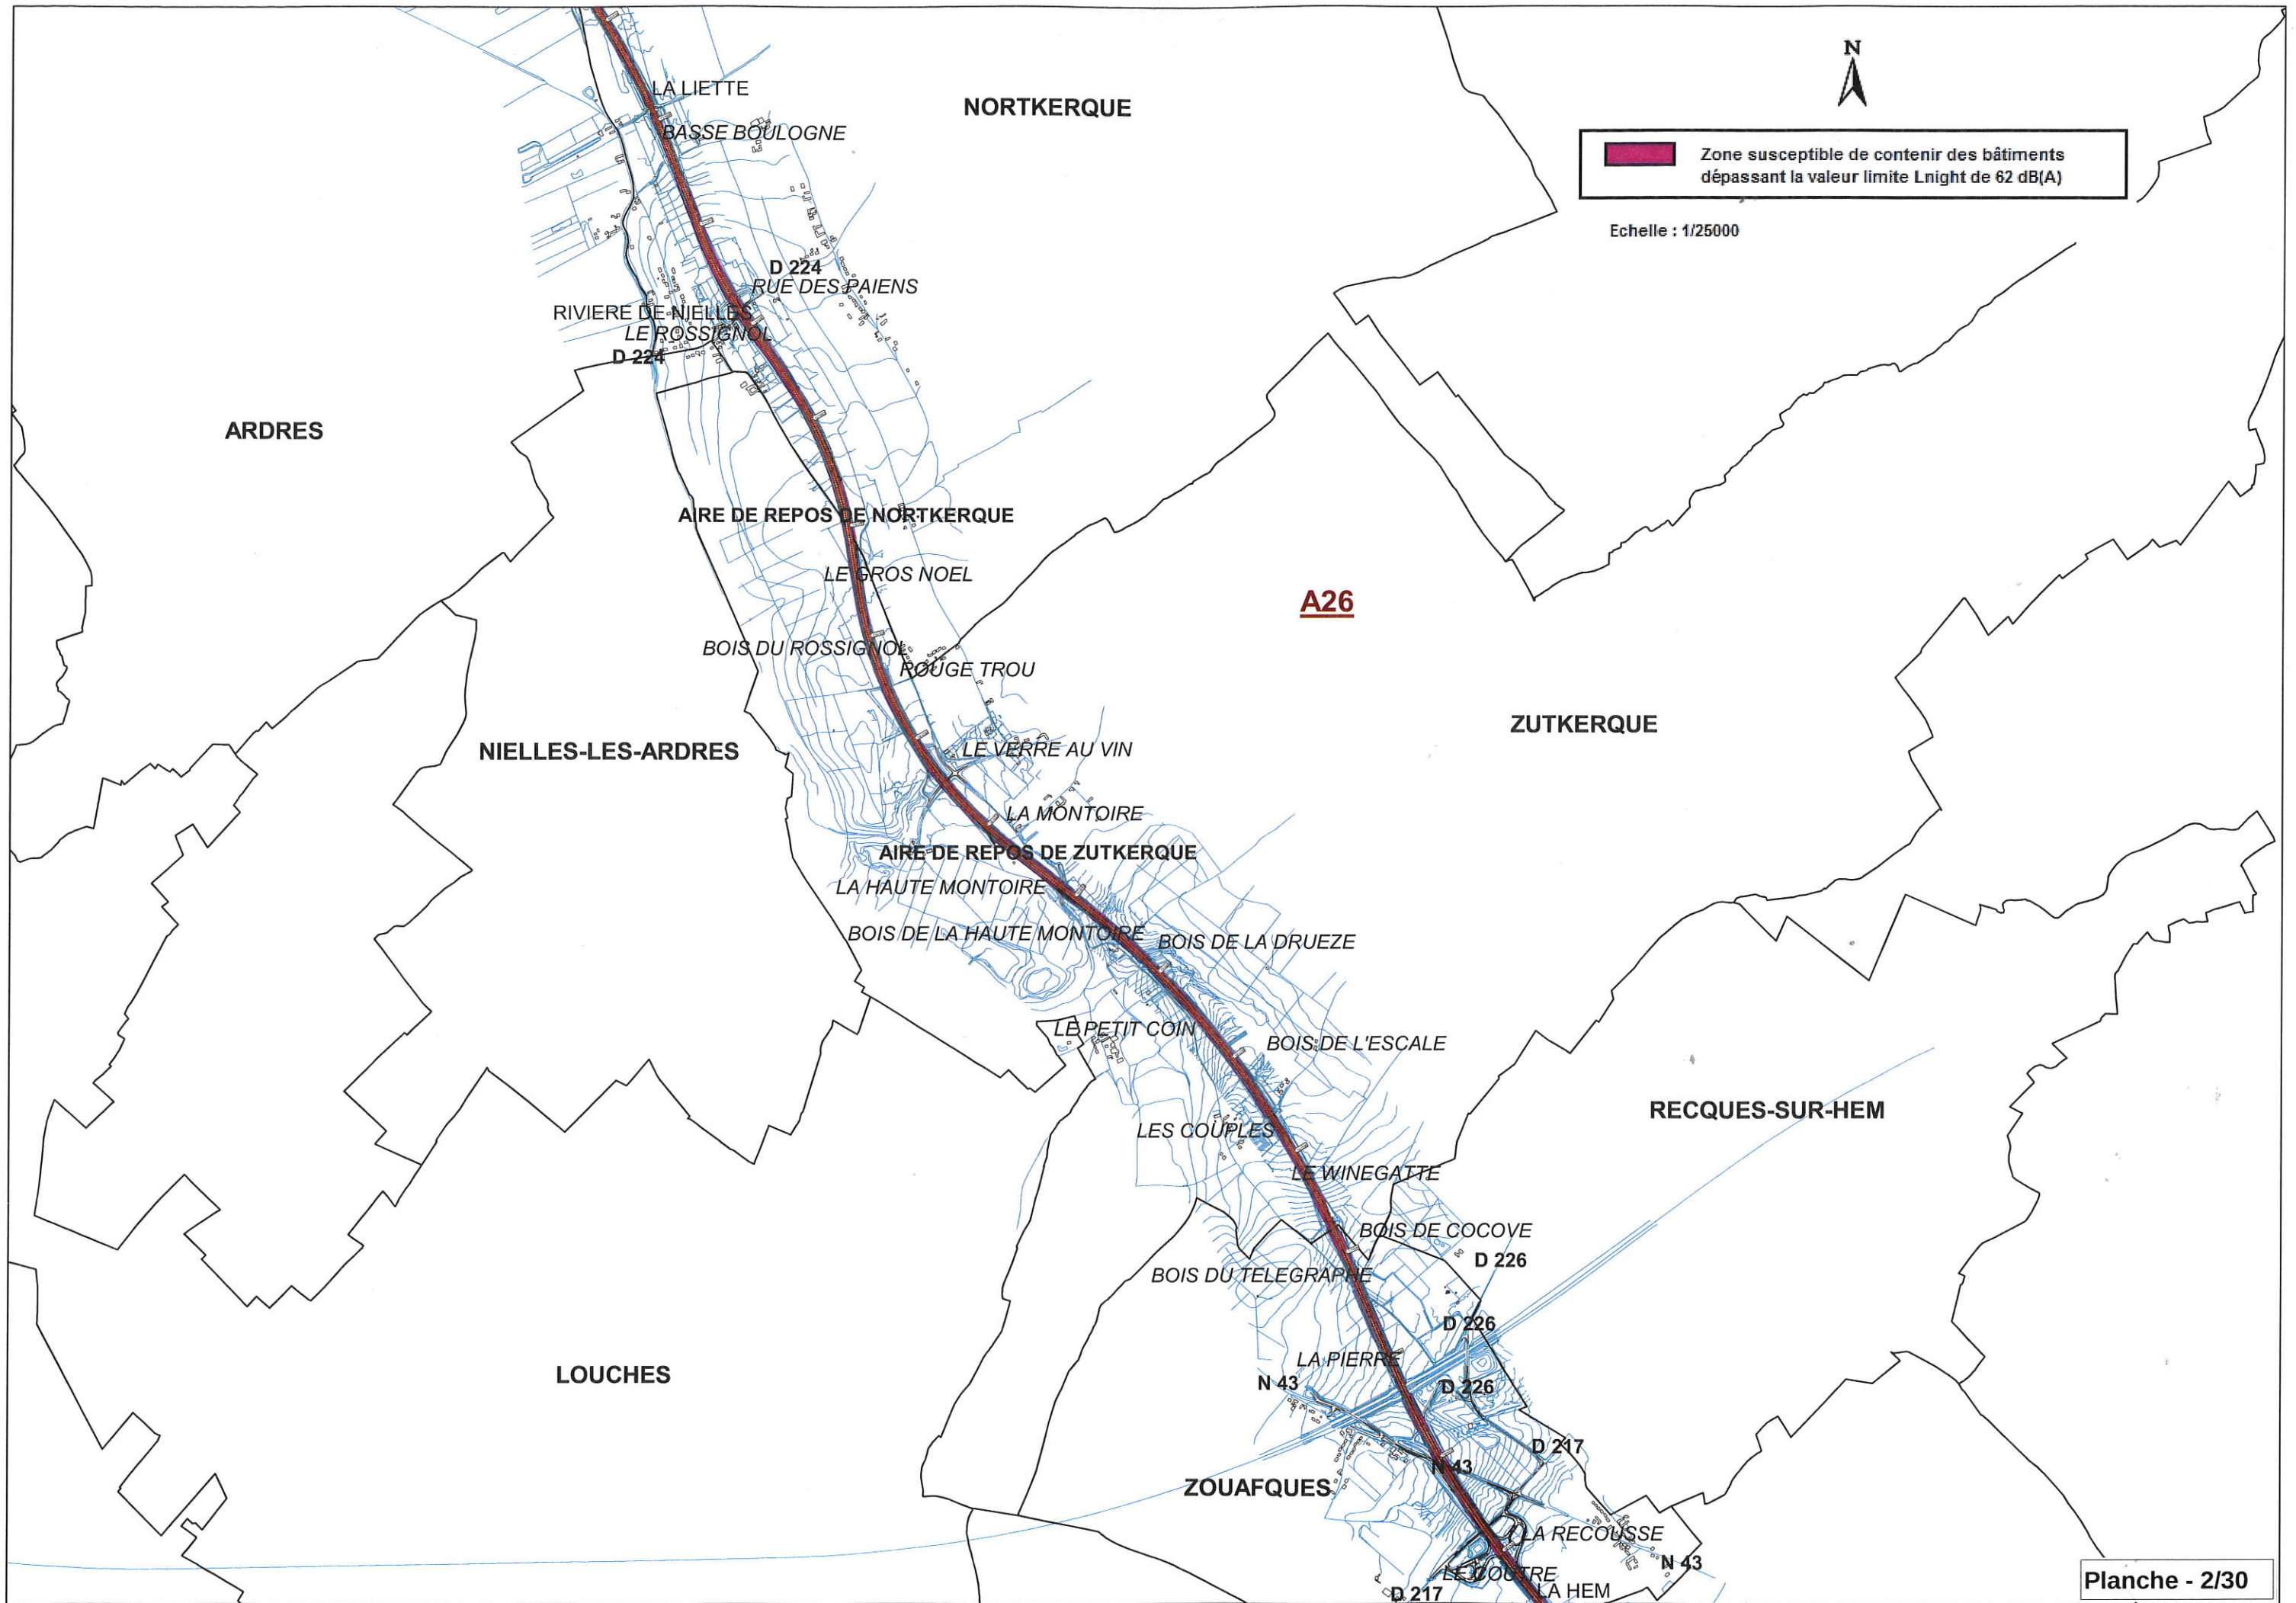 N
LA LIETTE
NORTKERQUE
BASSE BOULOGNE
Zone susceptible de contenir des bâtiments
dépassant la valeur limite Lnight de 62 dB(A)
Echelle : 1/25000
D 224
RUE DES PAIENS
RIVIERE DE NIELLES
LE ROSSIGNOL
D 224
ARDRES
AIRE DE REPOS DE NORTKERQUE
LE GROS NOEL
A26
BOIS DU ROSSIGNOL
ROUGE TROU
ZUTKERQUE
NIELLES-LES-ARDRES
LE VERRE AU VIN
LA MONTOIRE
AIRE DE REPOS DE ZUTKERQUE
LA HAUTE MONTOIRE
BOIS DE LA HAUTE MONTOIRE
BOIS DE LA DRUEZE
LE PETIT COIN
BOIS DE L'ESCALE
RECQUES-SUR-HEM
LES COUPLES
LE WINEGATTE
BOIS DE COCOVE
D 226
BOIS DU TELEGRAPHE
D 226
LA PIERRE
LOUCHES
N 43
D 226
D 217
N 43
ZOUAFQUES
LA RECOUSSE
N 43
LE COUTRE
D 217
LA HEM
Planche - 2/30